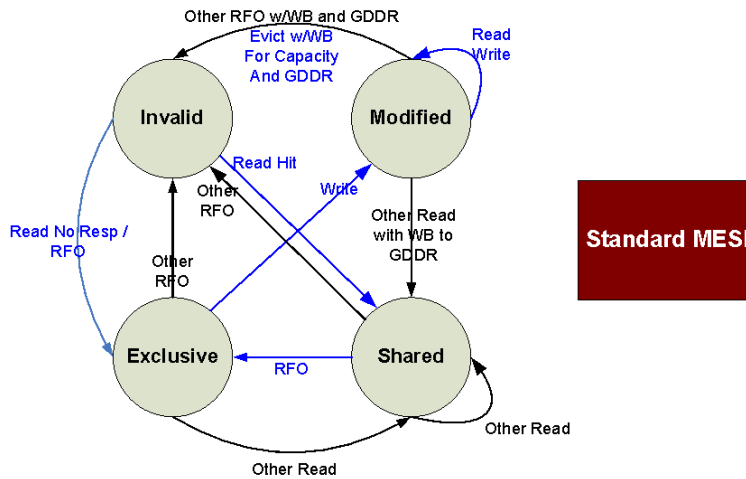 Other RFO w/WB and GDDR
Evict w/WB
For Capacity
And GDDR
Read
Write
Invalid
Modified
Read Hit
Other
RFO
Write
Other Read
with WB to
GDDR
Read No Resp /
RFO
Other
RFO
Standard MESI
Exclusive
RFO
Shared
Other Read
Other Read